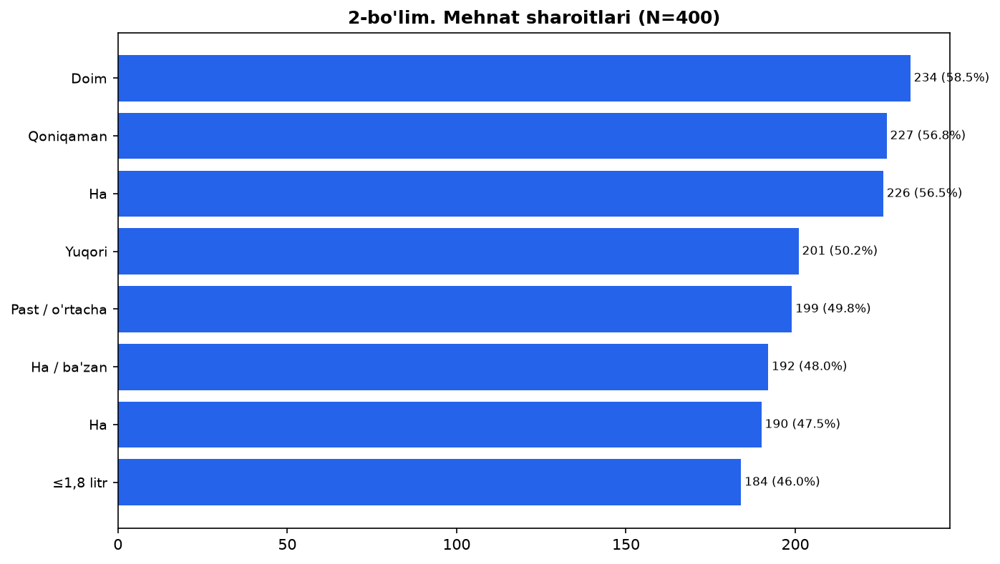 2-bo'lim. Mehnat sharoitlari (N=400)
Doim 234 (58.5%)
Qoniqaman 227 (56.8%)
Ha 226 (56.5%)
Yuqori 201 (50.2%)
Past / o'rtacha 199 (49.8%)
Ha / ba'zan 192 (48.0%)
Ha 190 (47.5%)
≤1,8 litr 184 (46.0%)
0 50 100 150 200